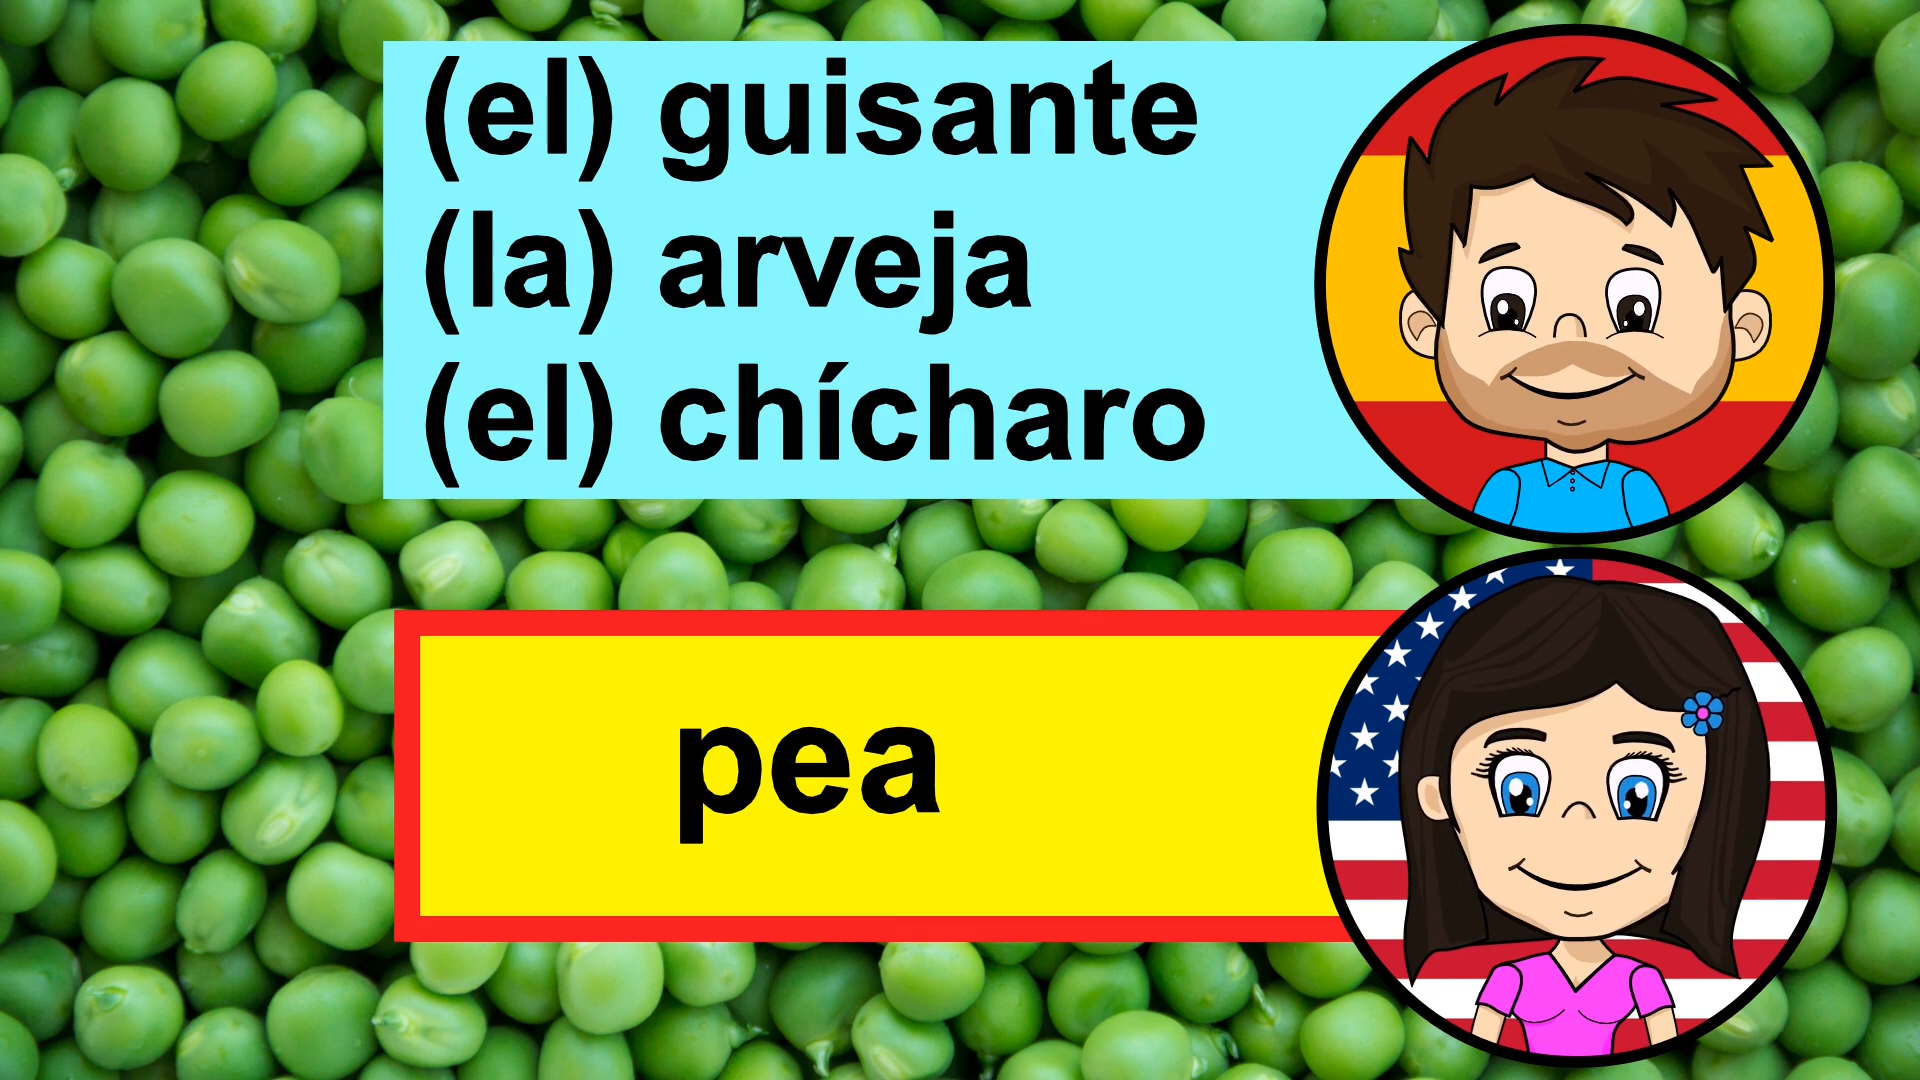 (el) guisante
(la) arveja
(el) chícharo
pea